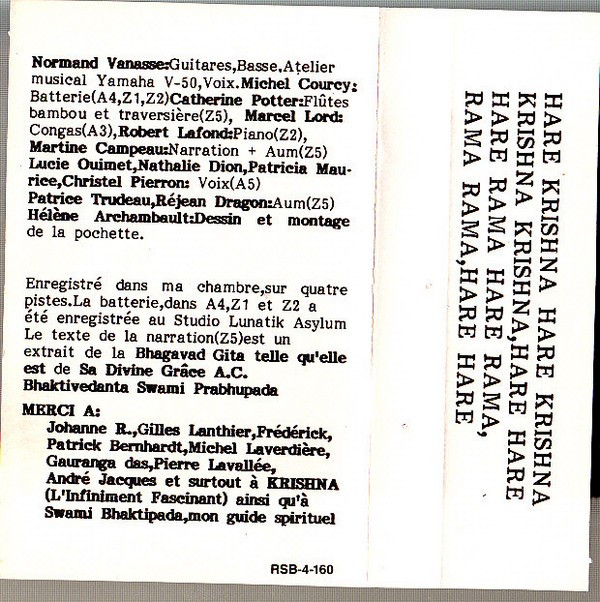 Normand Vanasse:Guitares,Basse.Atelier
musical Yamaha V-50,Voix.Michel Courcy:
Batterie(A4,Z1,Z2)Catherine Potter:Flûtes
bambou et traversière(Z5), Marcel Lord:
Congas(A3),Robert Lafond:Piano(Z2),
Martine Campeau:Narration + Aum(Z5)
Lucie Ouimet,Nathalie Dion,Patricia Mau-
rice,Christel Pierron: Voix(A5)
Patrice Trudeau,Réjean Dragon:Aum(Z5)
Hélène Archambault:Dessin et montage
de la pochette.
Enregistré dans ma chambre,sur quatre
pistes.La batterie,dans A4,Z1 et Z2 a
été enregistrée au Studio Lunatik Asylum
Le texte de la narration(Z5)est un
extrait de la Bhagavad Gita telle qu'elle
est de Sa Divine Grâce A.C.
Bhaktivedanta Swami Prabhupada
MERCI A:
Johanne R.,Gilles Lanthier,Frédérick,
Patrick Bernhardt,Michel Laverdière,
Gauranga das,Pierre Lavallée,
André Jacques et surtout à KRISHNA
(L'Infiniment Fascinant) ainsi qu'à
Swami Bhaktipada,mon guide spirituel
RSB-4-160
HARE KRISHNA HARE KRISHNA
KRISHNA KRISHNA,HARE HARE
HARE RAMA HARE RAMA,
RAMA RAMA,HARE HARE